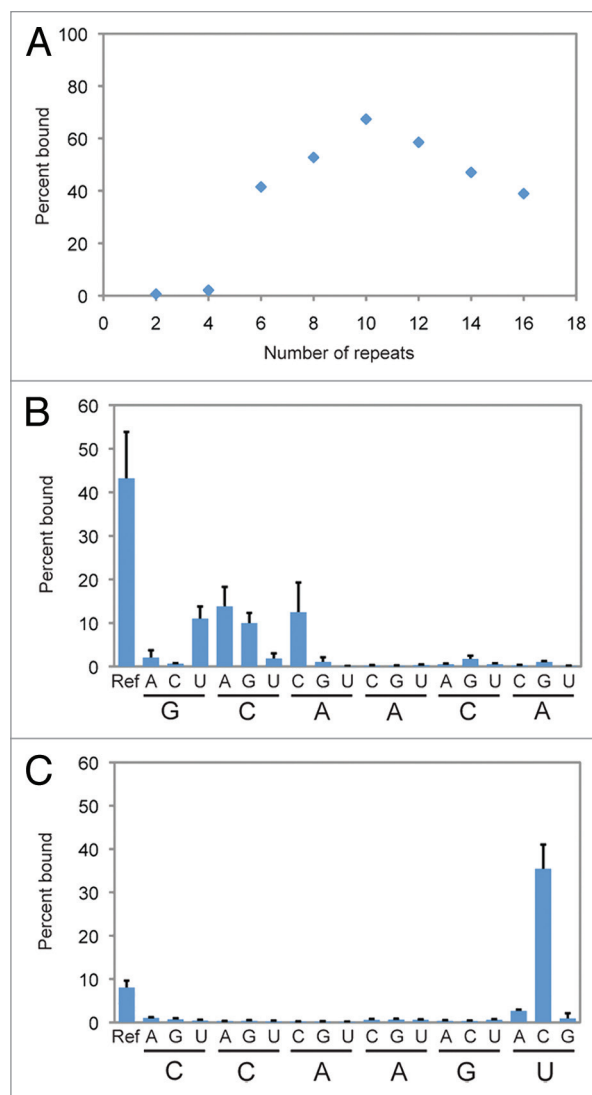 A
100
80
60
40
20
0
Percent bound
0 2 4 6 8 10 12 14 16 18
Number of repeats
B
60
50
40
30
20
10
0
Percent bound
Ref A C U A G U C G U C G U A G U C G U
G C A A C A
C
60
50
40
30
20
10
0
Percent bound
Ref A G U A G U C G U C G U A C U A C G
C C A A G U